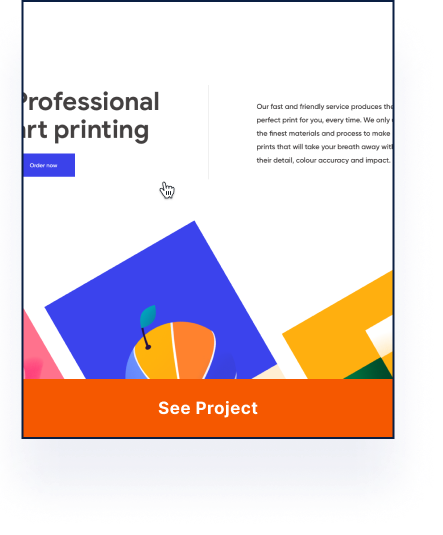 Professional
art printing
Order now
Our fast and friendly service produces the
perfect print for you, every time. We only
the finest materials and process to make
prints that will take your breath away with
their detail, colour accuracy and impact.
See Project